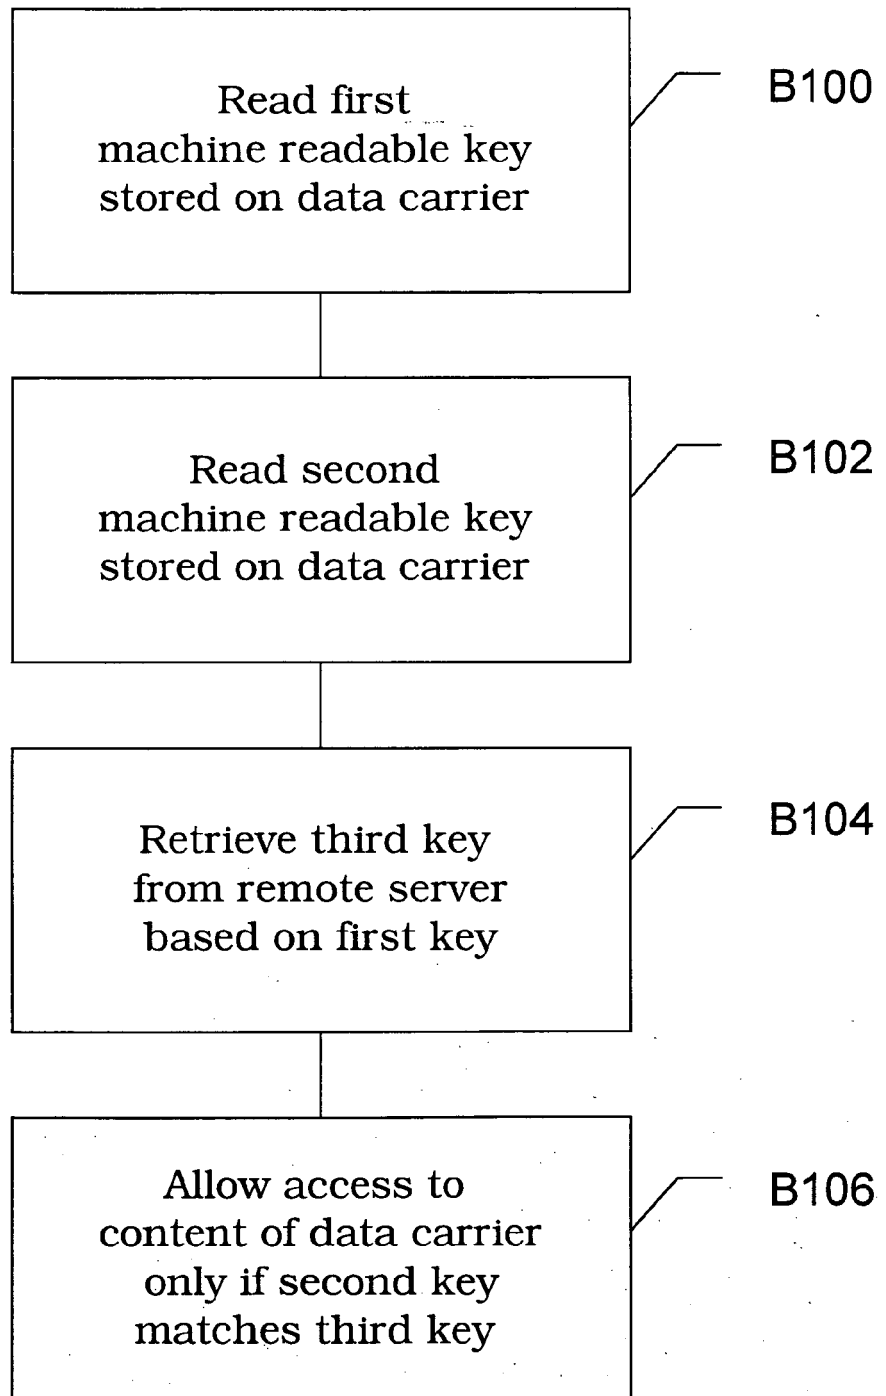 Read first
machine readable key
stored on data carrier
B100
Read second
machine readable key
stored on data carrier
B102
Retrieve third key
from remote server
based on first key
B104
Allow access to
content of data carrier
only if second key
matches third key
B106